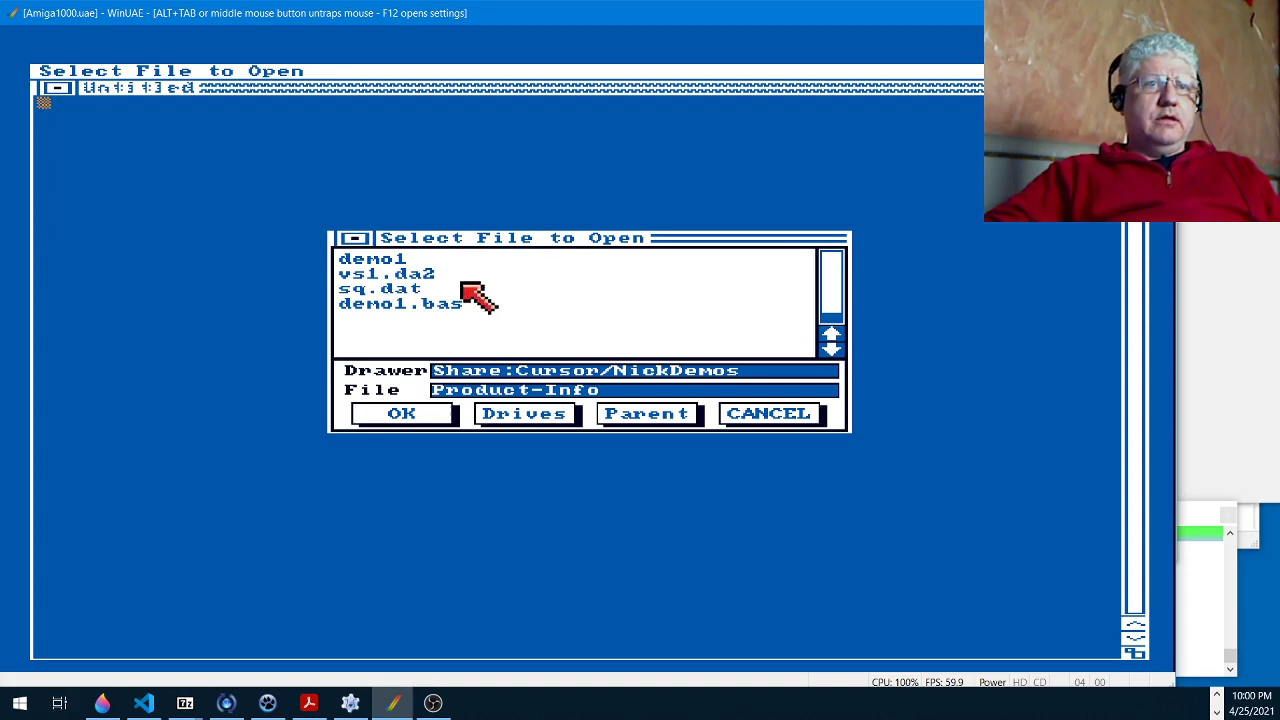 [Amiga1000.uae] - WinUAE - [ALT+TAB or middle mouse button untraps mouse - F12 opens settings]
Select File to Open
Untitled
Select File to Open
demo1
vs1.da2
sq.dat
demo1.bas
Drawer Share:Cursor/NickDemos
File Product-Info
OK Drives Parent CANCEL
CPU: 100% FPS: 59.9 Power HD CD 04 00
10:00 PM
4/25/2021